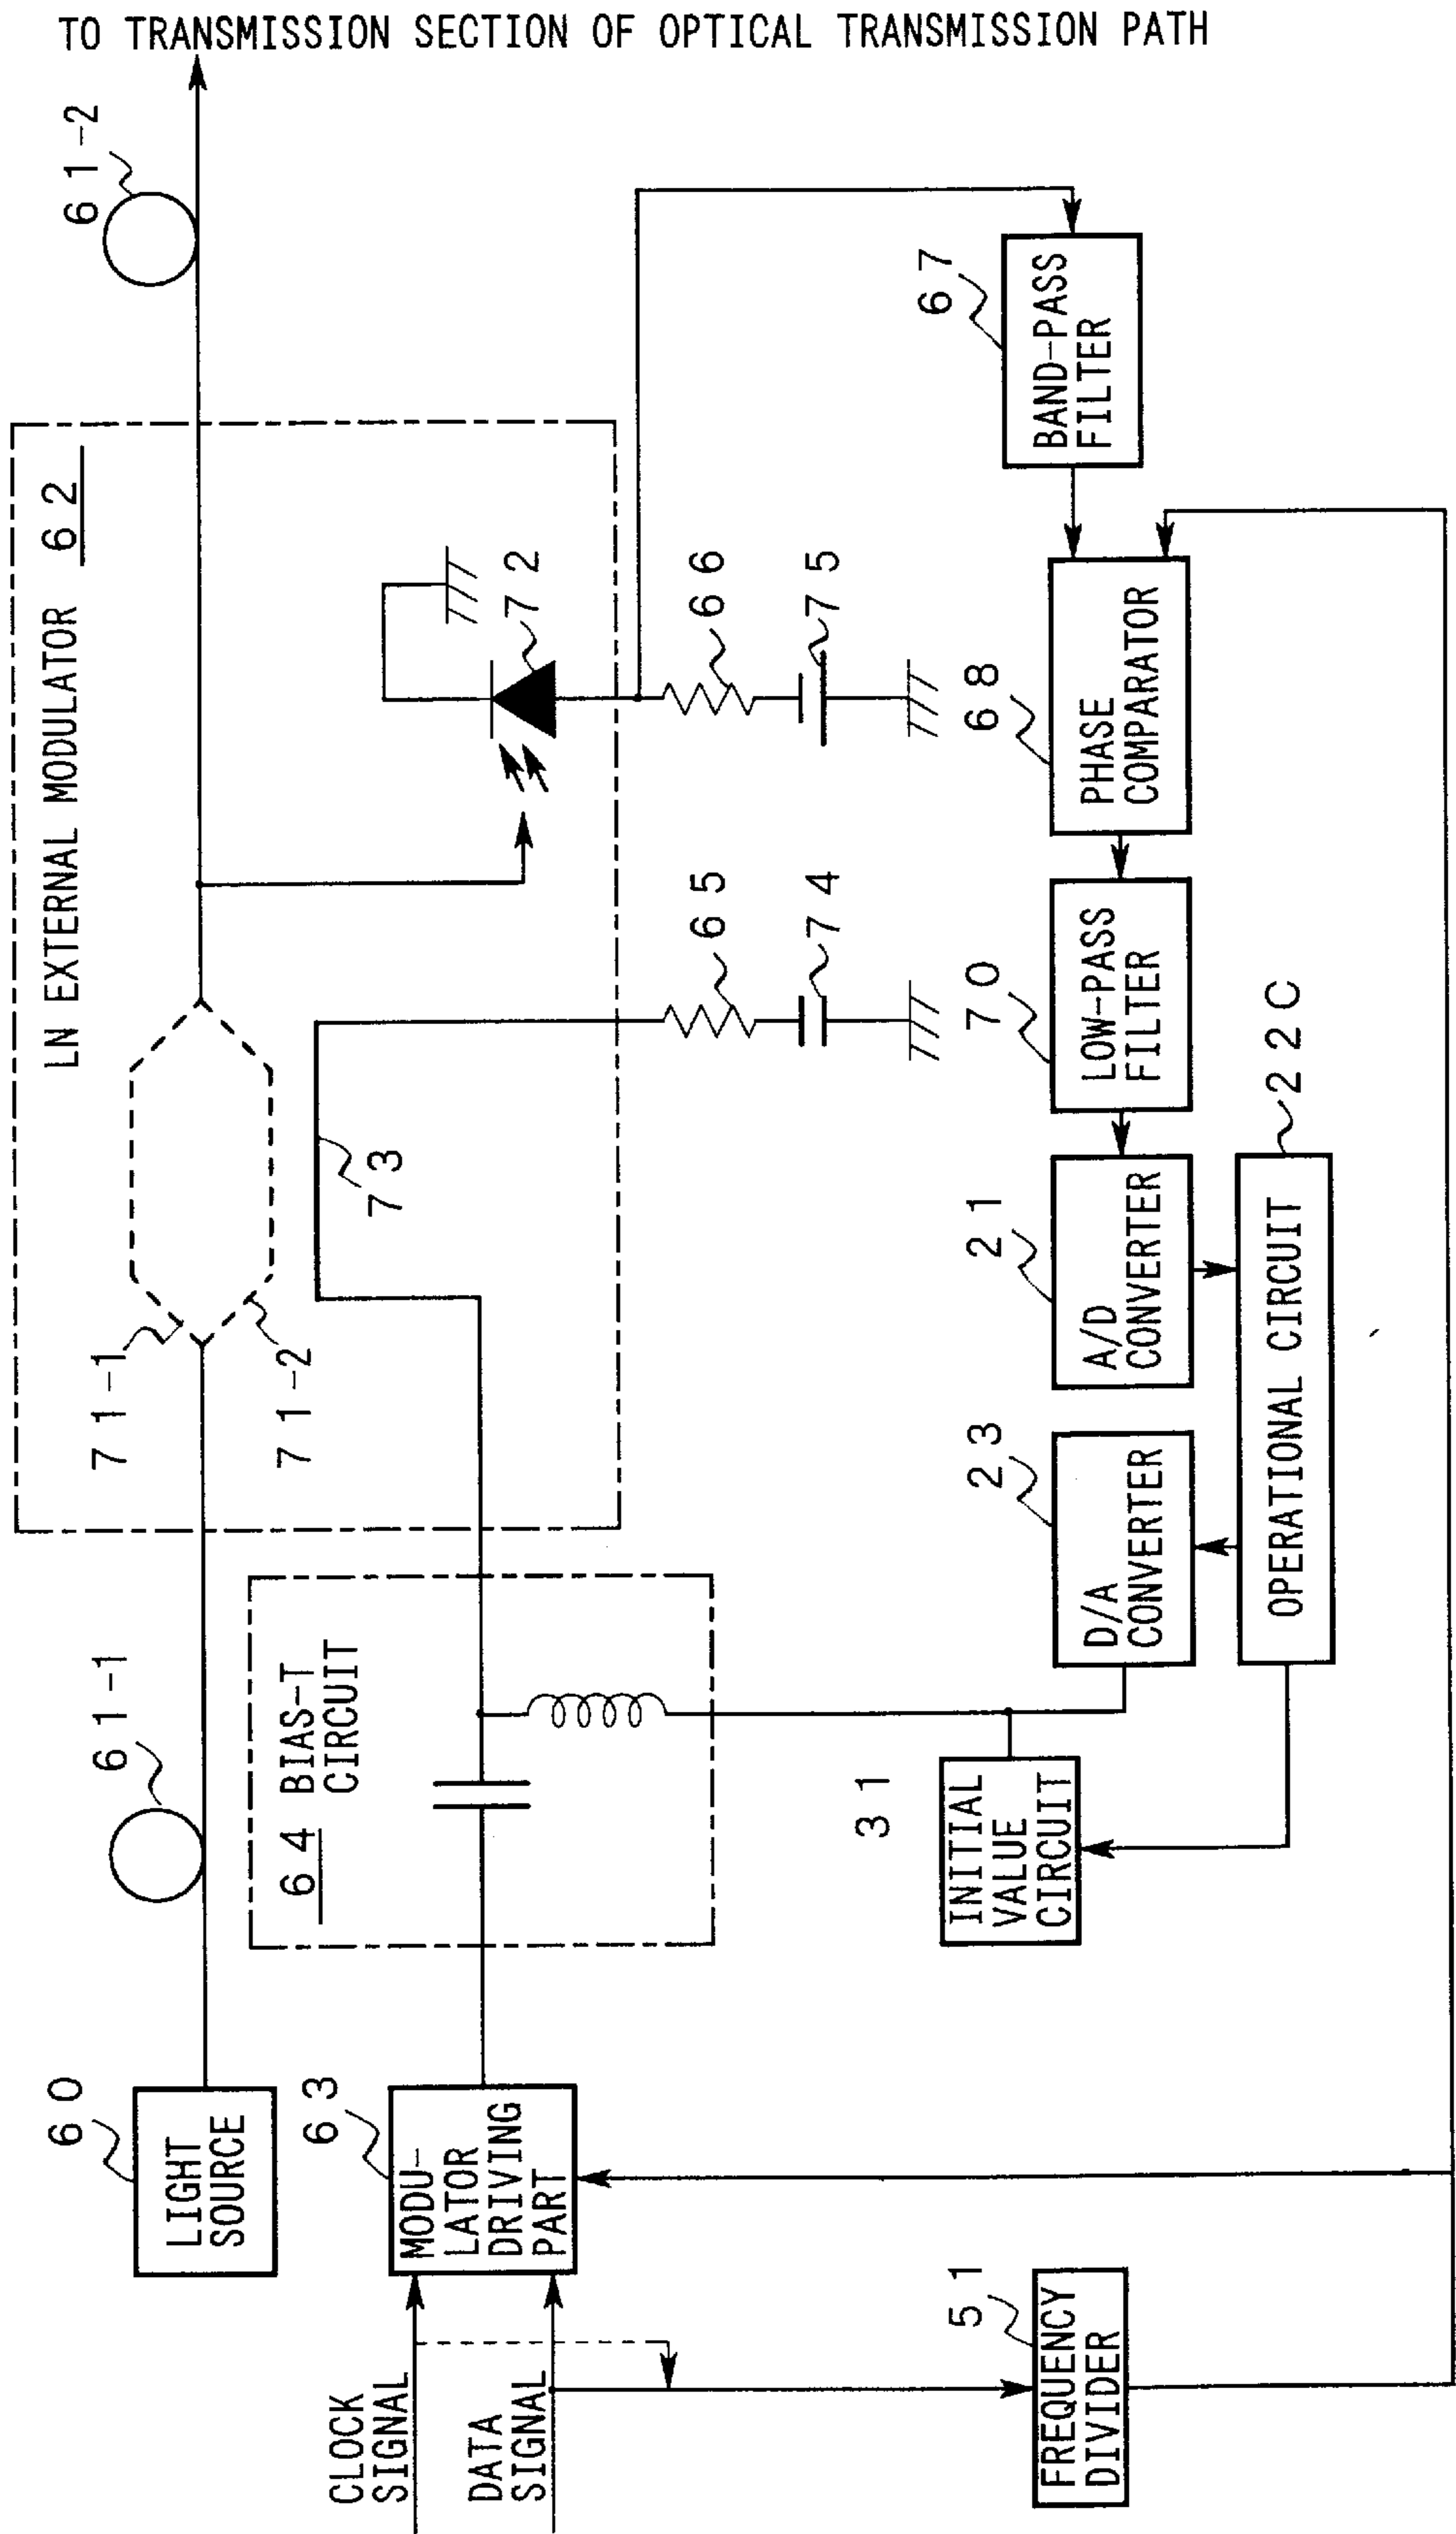 TO TRANSMISSION SECTION OF OPTICAL TRANSMISSION PATH
61-2
LN EXTERNAL MODULATOR 62
72
66
75
67
BAND-PASS
FILTER
68
PHASE
COMPARATOR
65
74
70
LOW-PASS
FILTER
73
71-1
71-2
21
A/D
CONVERTER
22C
OPERATIONAL CIRCUIT
23
D/A
CONVERTER
61-1
64 BIAS-T
CIRCUIT
31
INITIAL
VALUE
CIRCUIT
60
LIGHT
SOURCE
63
MODU-
LATOR
DRIVING
PART
CLOCK
SIGNAL
DATA
SIGNAL
51
FREQUENCY
DIVIDER